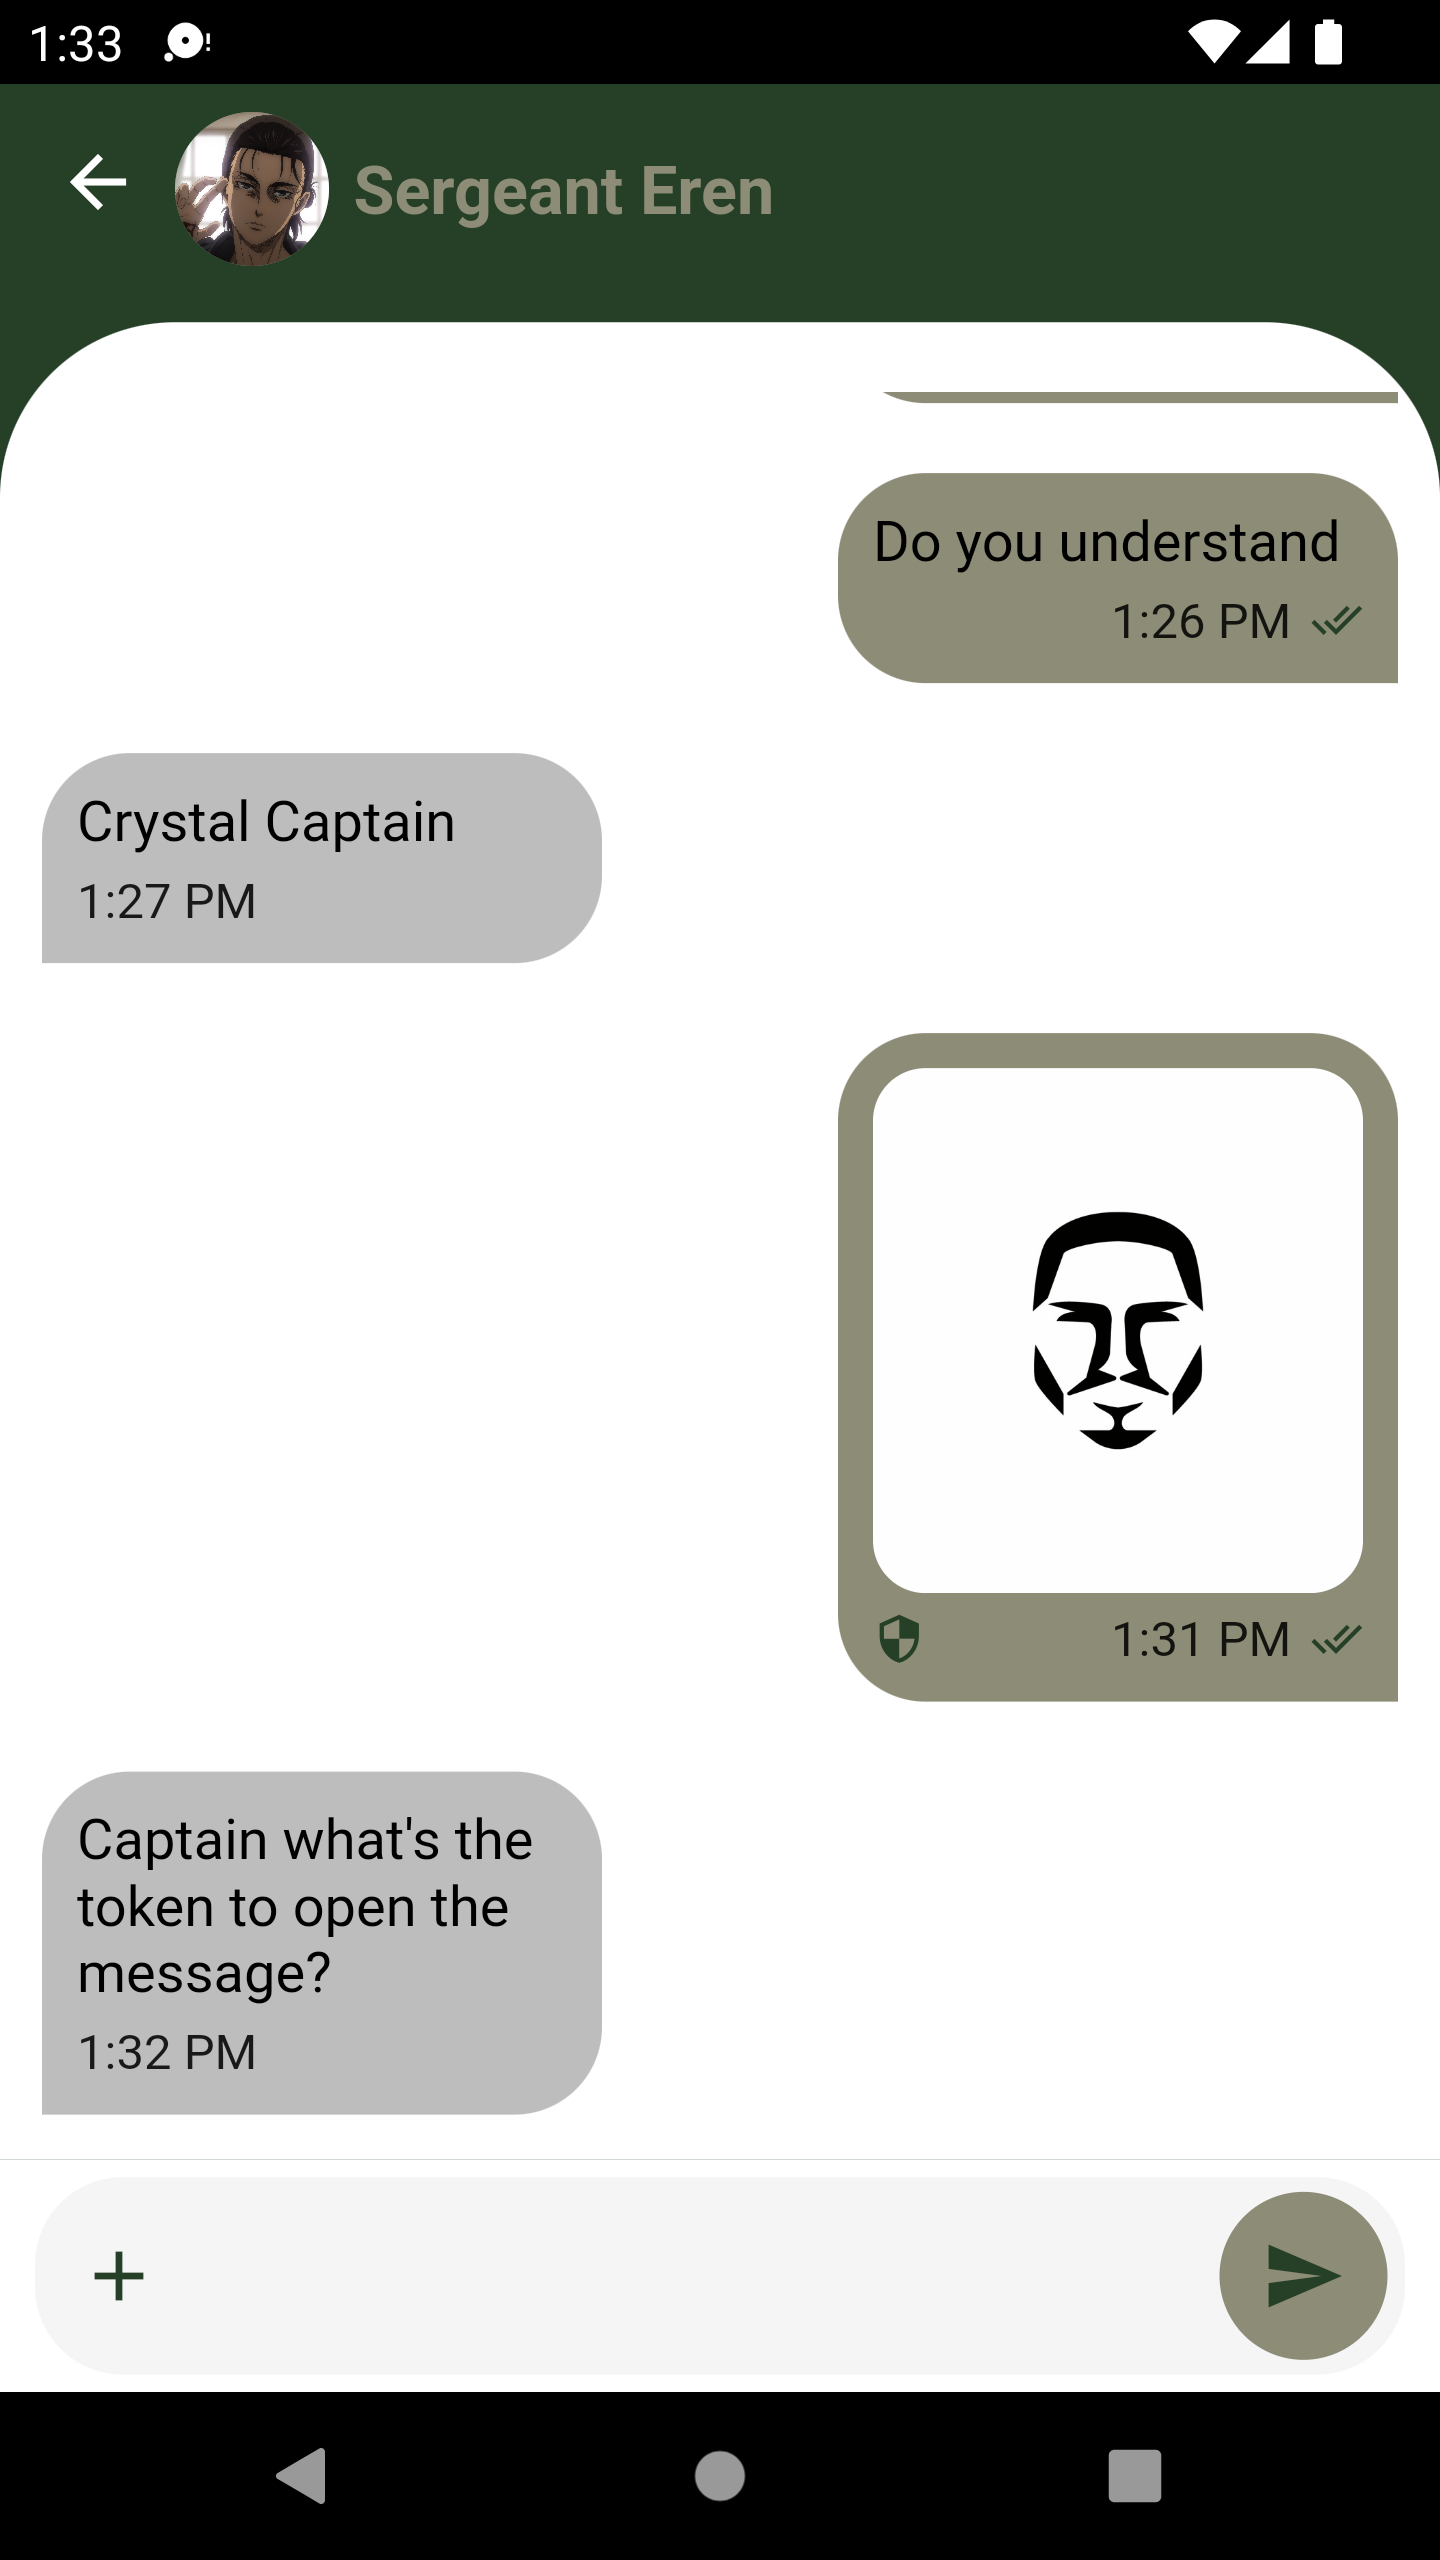 1:33
Sergeant Eren
Do you understand
1:26 PM
Crystal Captain
1:27 PM
1:31 PM
Captain what's the
token to open the
message?
1:32 PM